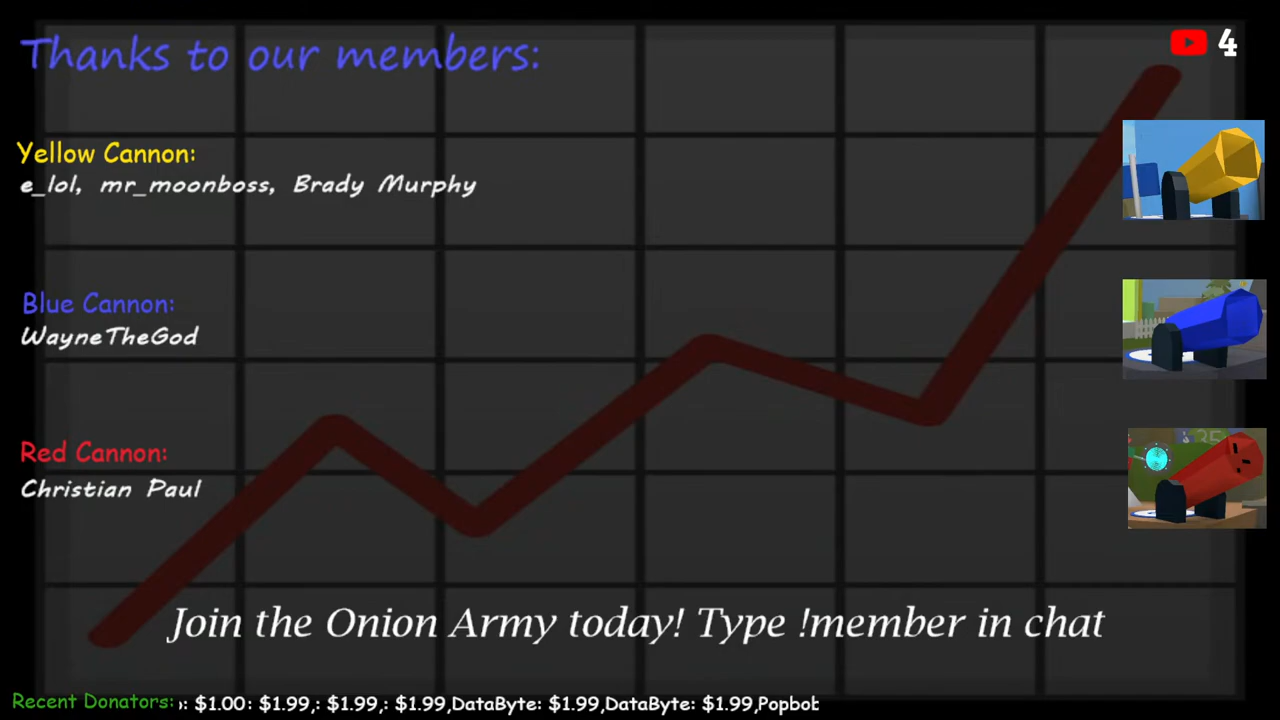 Thanks to our members:
4
Yellow Cannon:
e_lol, mr_moonboss, Brady Murphy
Blue Cannon:
WayneTheGod
Red Cannon:
Christian Paul
35
Join the Onion Army today! Type !member in chat
Recent Donators: : $1.00: $1.99,: $1.99,: $1.99,DataByte: $1.99,DataByte: $1.99,Popbob